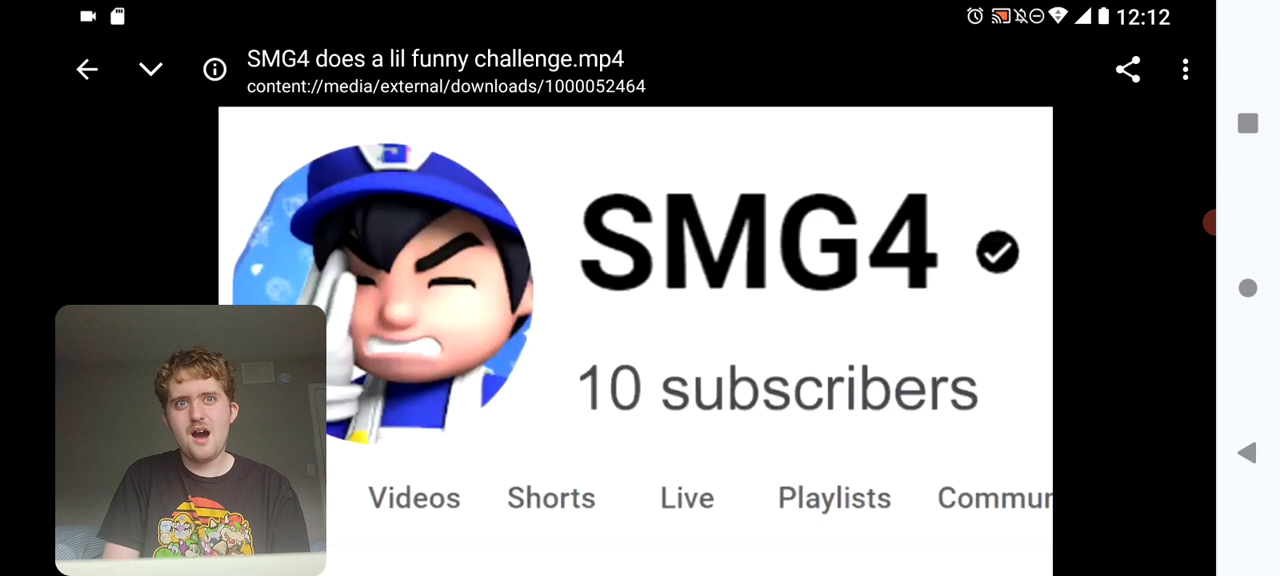 12:12
SMG4 does a lil funny challenge.mp4
content://media/external/downloads/1000052464
SMG4
10 subscribers
Videos Shorts Live Playlists Commun